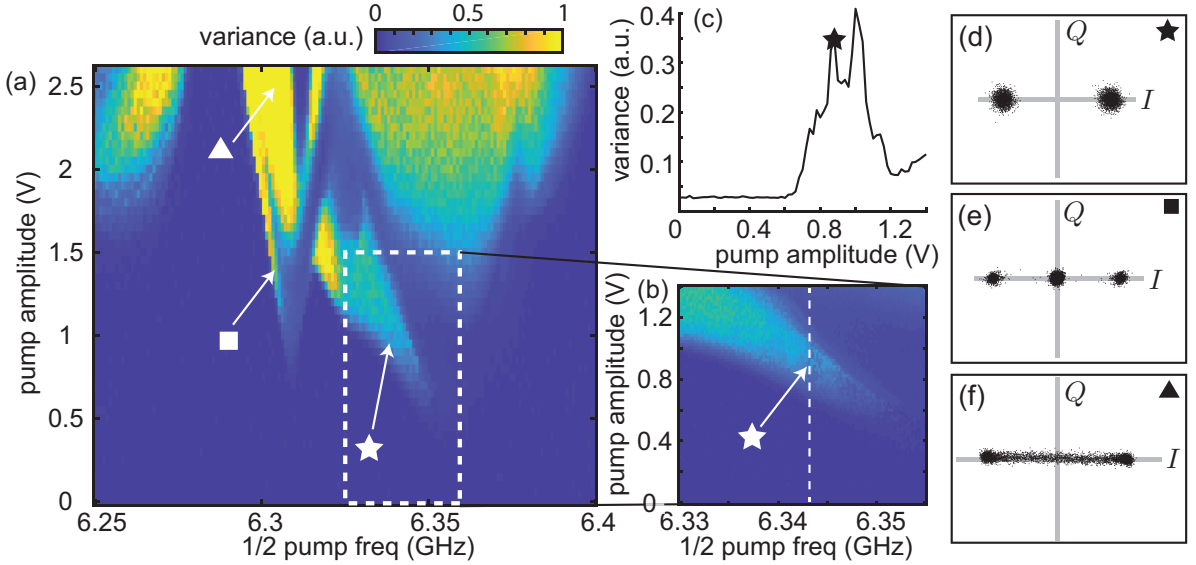 variance (a.u.)
0 0.5 1
(a)
pump amplitude (V)
2.5
2
1.5
1
0.5
0
6.25 6.3 6.35 6.4
1/2 pump freq (GHz)
(c)
variance (a.u.)
0.4
0.3
0.2
0.1
0 0.4 0.8 1.2
pump amplitude (V)
(b)
pump amplitude (V)
1.2
0.8
0.4
0
6.33 6.34 6.35
1/2 pump freq (GHz)
(d)
Q
I
(e)
Q
I
(f)
Q
I